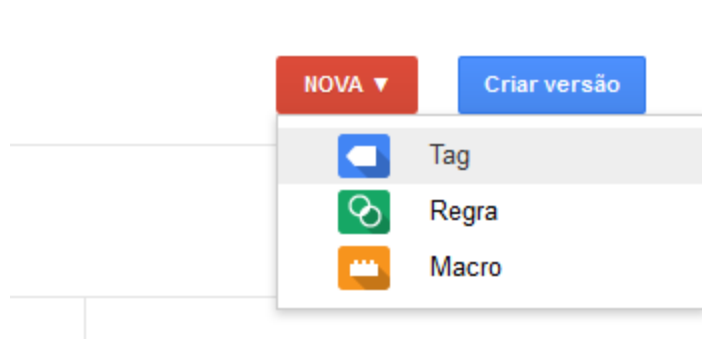 NOVA ▼
Criar versão
Tag
Regra
Macro